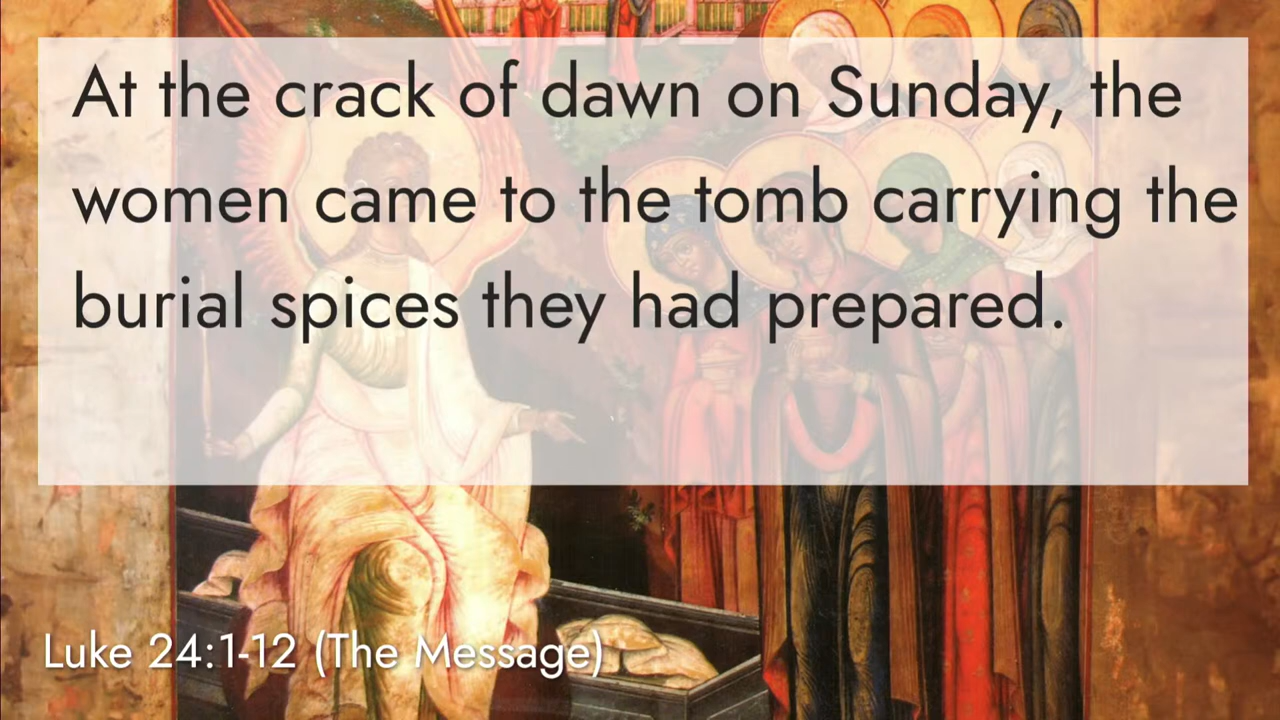 At the crack of dawn on Sunday, the
women came to the tomb carrying the
burial spices they had prepared.
Luke 24:1-12 (The Message)